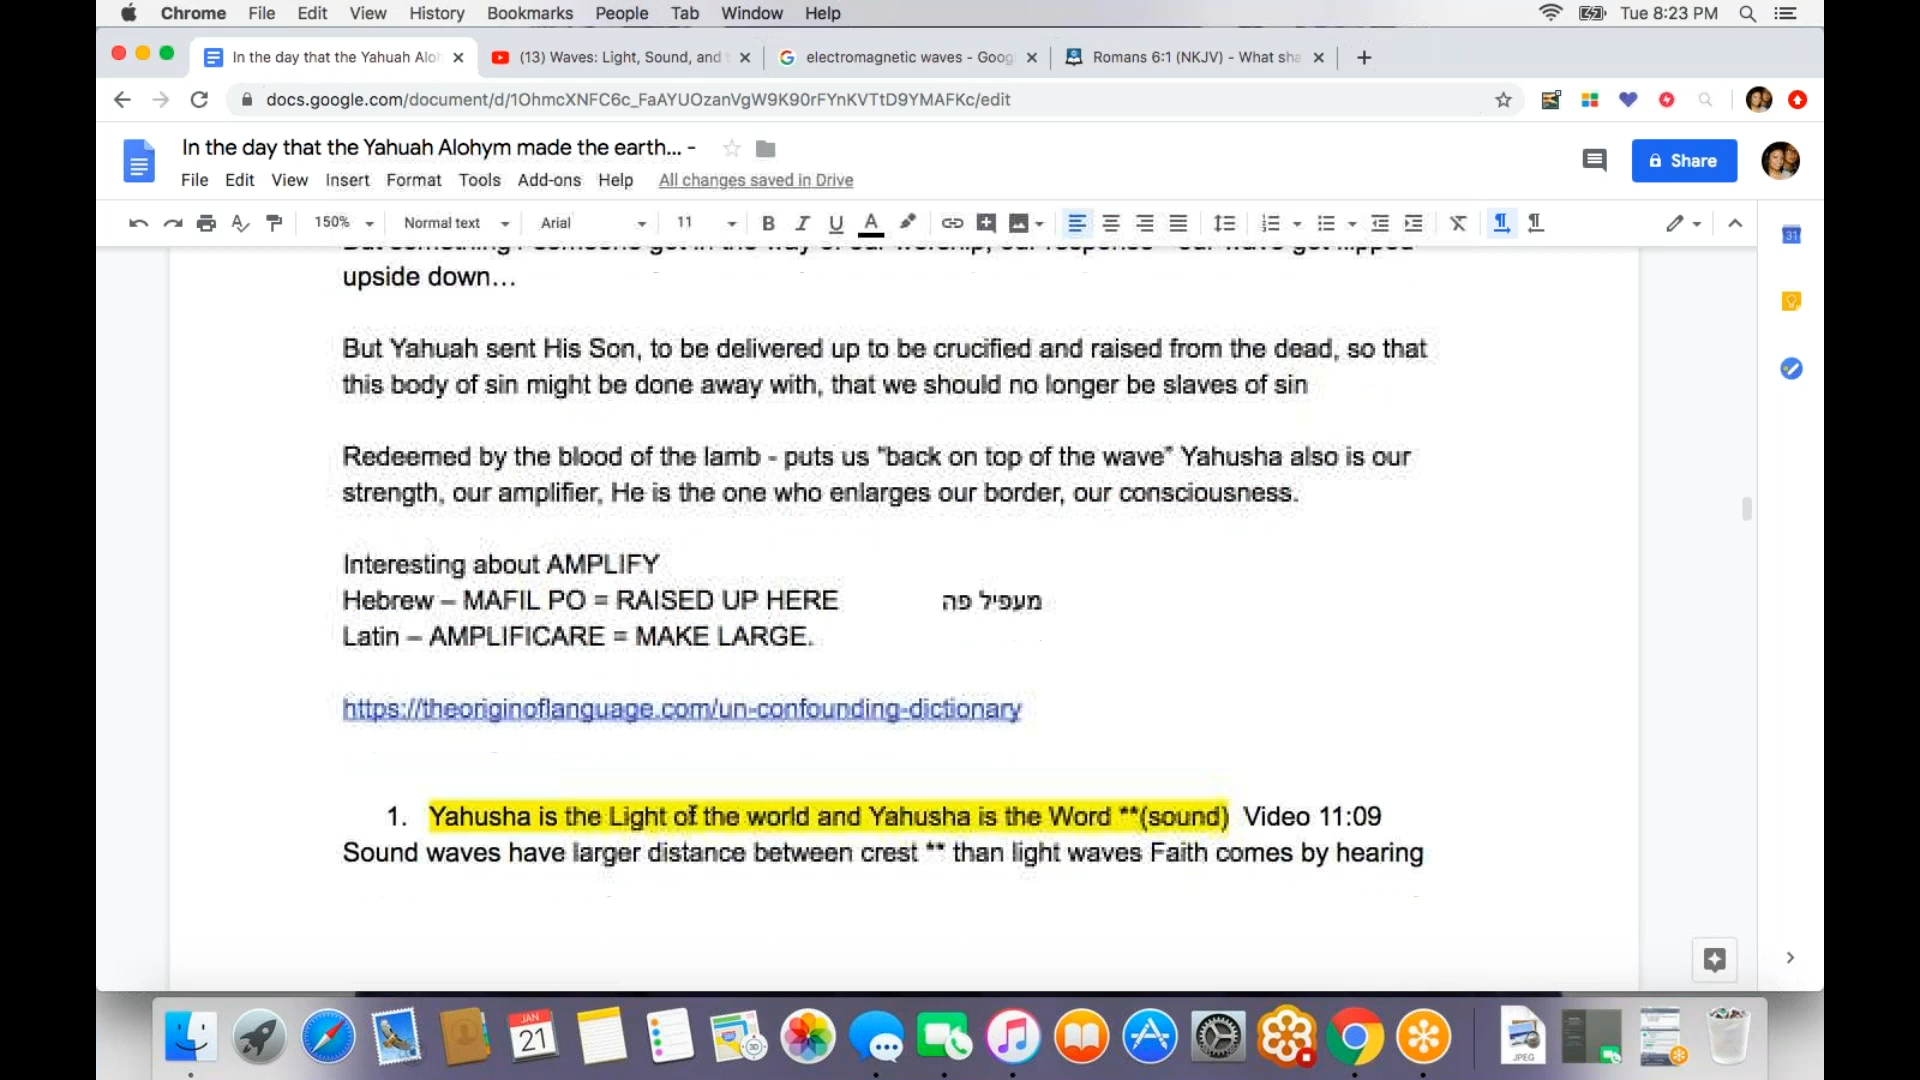 Chrome File Edit View History Bookmarks People Tab Window Help Tue 8:23 PM
In the day that the Yahuah Aloh (13) Waves: Light, Sound, and electromagnetic waves - Goog Romans 6:1 (NKJV) - What sha
docs.google.com/document/d/1OhmcXNFC6c_FaAYUOzanVgW9K90rFYnKVTtD9YMAFKc/edit
In the day that the Yahuah Alohym made the earth... -
Share
File Edit View Insert Format Tools Add-ons Help All changes saved in Drive
150% Normal text Arial 11
upside down…
But Yahuah sent His Son, to be delivered up to be crucified and raised from the dead, so that
this body of sin might be done away with, that we should no longer be slaves of sin
Redeemed by the blood of the lamb - puts us "back on top of the wave" Yahusha also is our
strength, our amplifier, He is the one who enlarges our border, our consciousness.
Interesting about AMPLIFY
Hebrew – MAFIL PO = RAISED UP HERE מעפיל פה
Latin – AMPLIFICARE = MAKE LARGE.
https://theoriginoflanguage.com/un-confounding-dictionary
1. Yahusha is the Light of the world and Yahusha is the Word **(sound) Video 11:09
Sound waves have larger distance between crest ** than light waves Faith comes by hearing
31
JAN
21
3D
JPEG